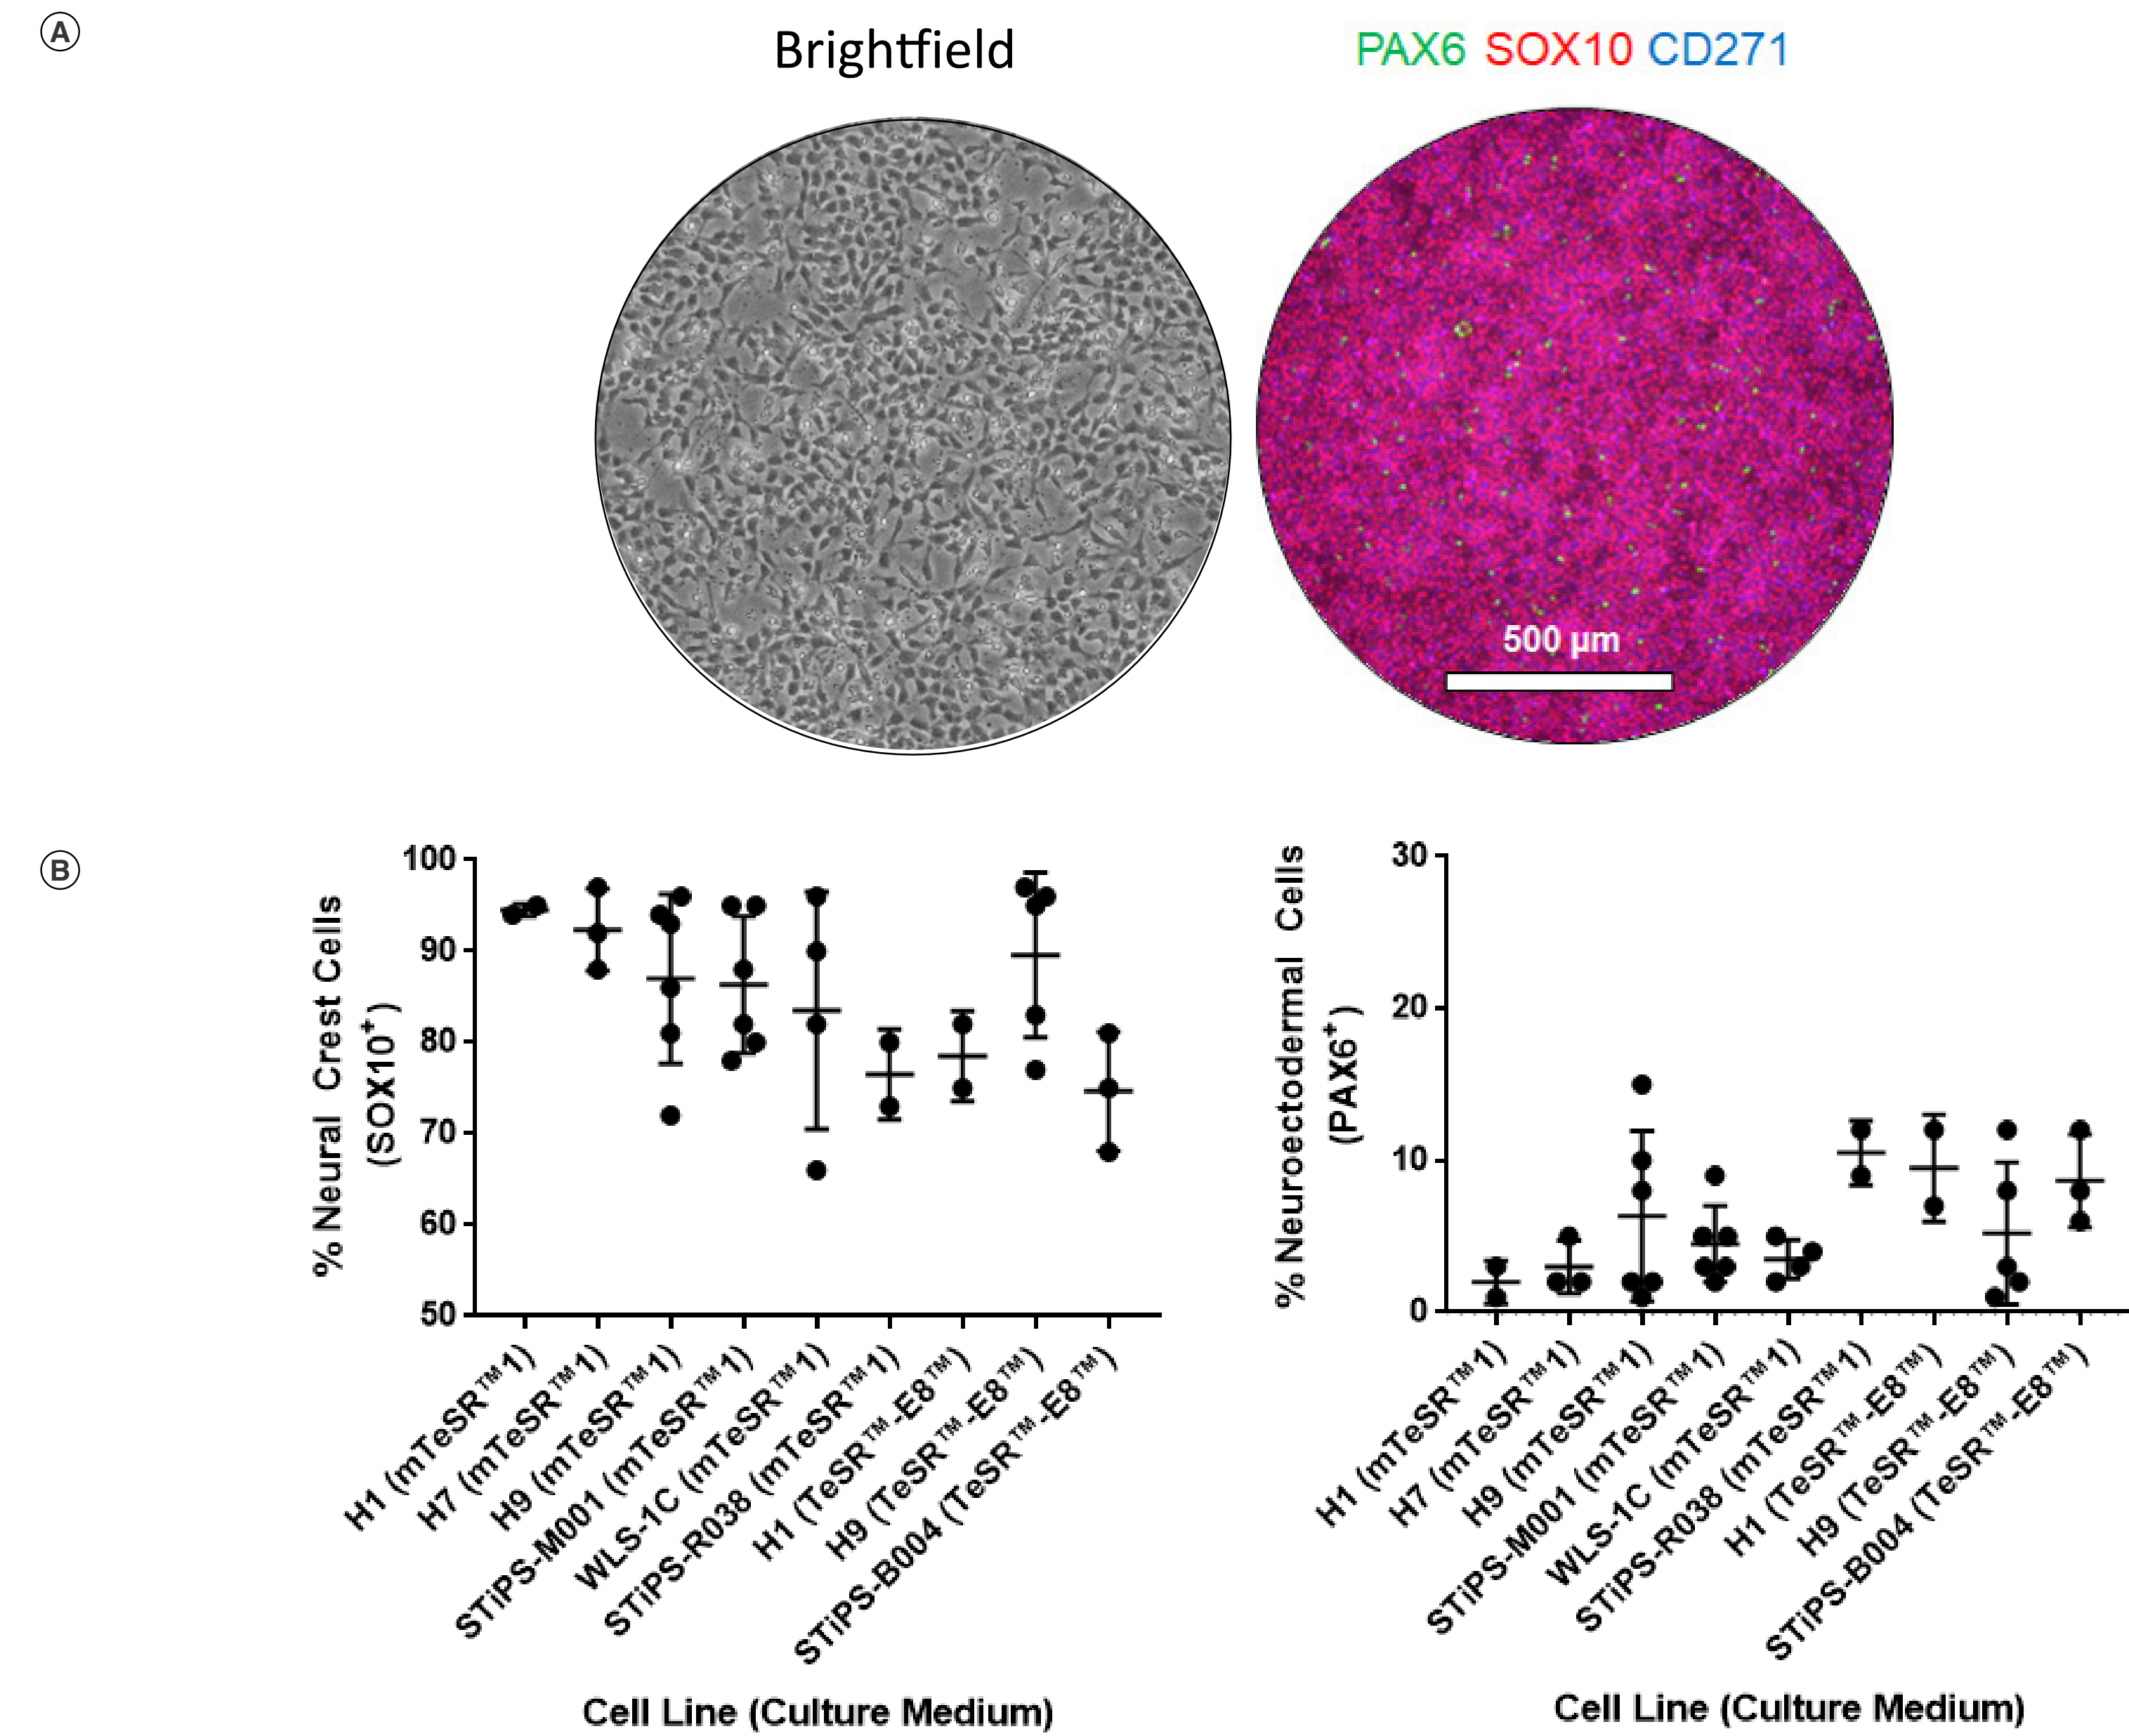 A
Brightfield
PAX6 SOX10 CD271
500 µm
B
% Neural Crest Cells
(SOX10⁺)
100
90
80
70
60
50
H1 (mTeSR™1)
H7 (mTeSR™1)
H9 (mTeSR™1)
STiPS-M001 (mTeSR™1)
WLS-1C (mTeSR™1)
STiPS-R038 (mTeSR™1)
H1 (TeSR™-E8™)
H9 (TeSR™-E8™)
STiPS-B004 (TeSR™-E8™)
Cell Line (Culture Medium)
% Neuroectodermal Cells
(PAX6⁺)
30
20
10
0
H1 (mTeSR™1)
H7 (mTeSR™1)
H9 (mTeSR™1)
STiPS-M001 (mTeSR™1)
WLS-1C (mTeSR™1)
STiPS-R038 (mTeSR™1)
H1 (TeSR™-E8™)
H9 (TeSR™-E8™)
STiPS-B004 (TeSR™-E8™)
Cell Line (Culture Medium)